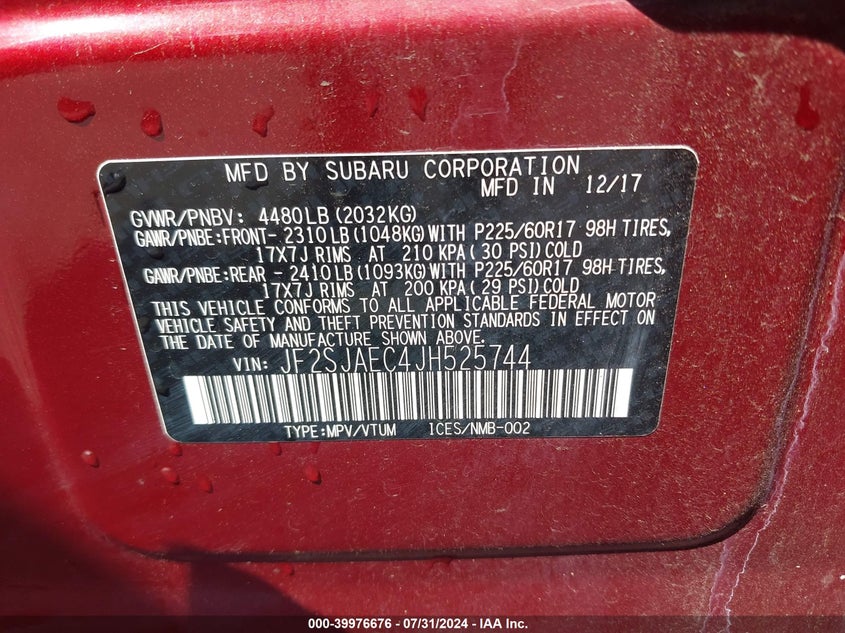 MFD BY SUBARU CORPORATION
MFD IN 12/17
GVWR/PNBV: 4480LB(2032KG)
GAWR/PNBE:FRONT- 2310LB(1048KG)WITH P225/60R17 98H TIRES,
17X7J RIMS AT 210 KPA(30 PSI)COLD
GAWR/PNBE:REAR - 2410LB(1093KG)WITH P225/60R17 98H TIRES,
17X7J RIMS AT 200 KPA(29 PSI)COLD
THIS VEHICLE CONFORMS TO ALL APPLICABLE FEDERAL MOTOR
VEHICLE SAFETY AND THEFT PREVENTION STANDARDS IN EFFECT ON
THE DATE OF MANUFACTURE SHOWN ABOVE.
VIN: JF2SJAEC4JH525744
TYPE:MPV/VTUM ICES/NMB-002
000-39976676 - 07/31/2024 - IAA Inc.